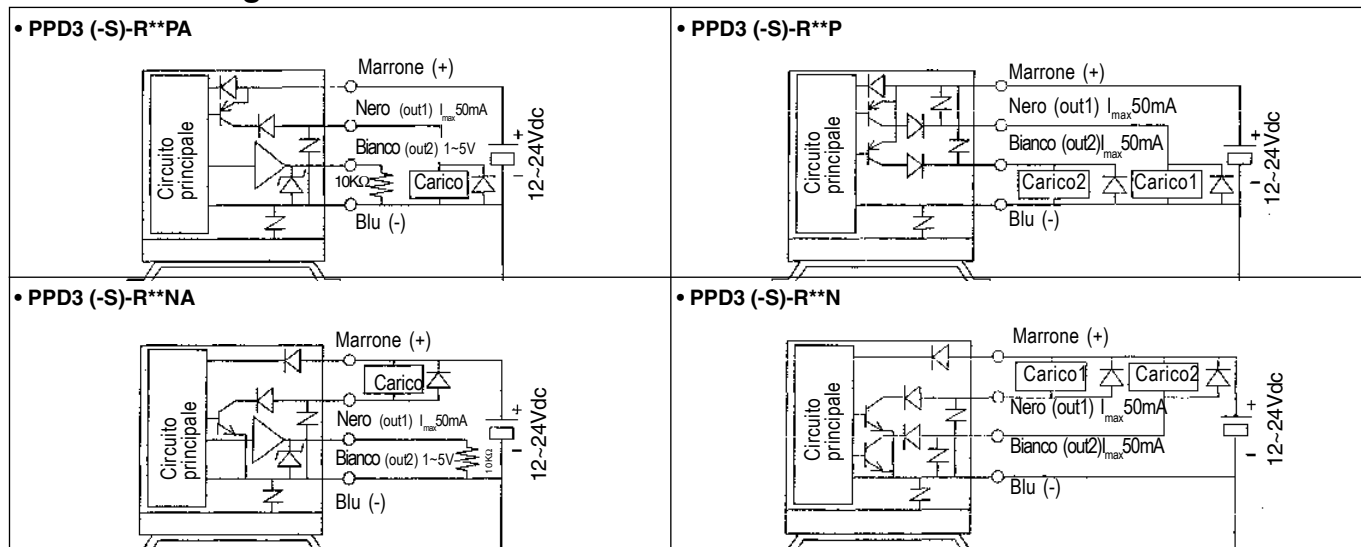 • PPD3 (-S)-R**PA
Circuito principale
Marrone (+)
Nero (out1) Imax 50mA
Bianco (out2) 1~5V
10KΩ
Carico
Blu (-)
+
−
12~24Vdc
• PPD3 (-S)-R**P
Circuito principale
Marrone (+)
Nero (out1) Imax 50mA
Bianco (out2)Imax 50mA
Carico2
Carico1
Blu (-)
+
−
12~24Vdc
• PPD3 (-S)-R**NA
Circuito principale
Marrone (+)
Carico
Nero (out1) Imax 50mA
Bianco (out2) 1~5V
10KΩ
Blu (-)
+
−
12~24Vdc
• PPD3 (-S)-R**N
Circuito principale
Marrone (+)
Carico1
Carico2
Nero (out1) Imax 50mA
Bianco (out2)Imax 50mA
Blu (-)
+
−
12~24Vdc